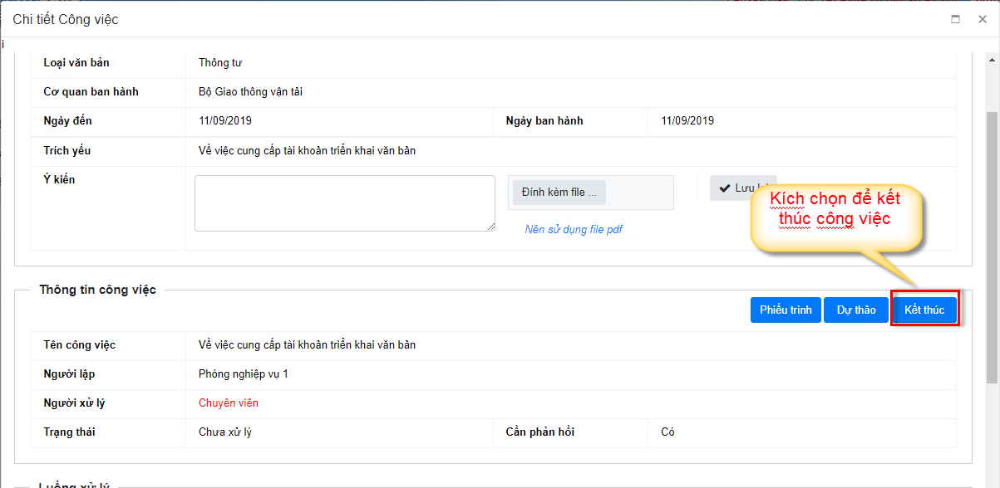 Chi tiết Công việc
i
Loại văn bản Thông tư
Cơ quan ban hành Bộ Giao thông vận tải
Ngày đến 11/09/2019 Ngày ban hành 11/09/2019
Trích yếu Về việc cung cấp tài khoản triển khai văn bản
Ý kiến
Đính kèm file ...
Lưu
Nên sử dụng file pdf
Kích chọn để kết
thúc công việc
Thông tin công việc
Phiếu trình Dự thảo Kết thúc
Tên công việc Về việc cung cấp tài khoản triển khai văn bản
Người lập Phòng nghiệp vụ 1
Người xử lý Chuyên viên
Trạng thái Chưa xử lý Cần phản hồi Có
Luồng xử lý